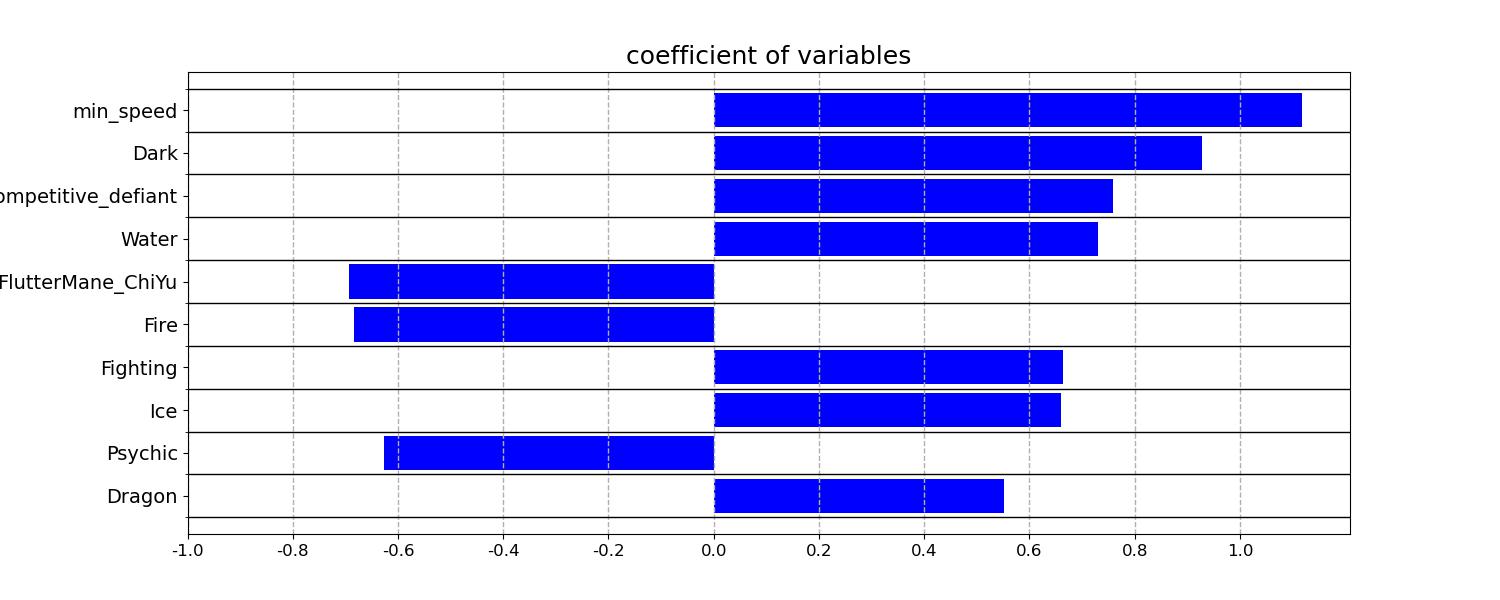 coefficient of variables
min_speed
Dark
ompetitive_defiant
Water
FlutterMane_ChiYu
Fire
Fighting
Ice
Psychic
Dragon
-1.0 -0.8 -0.6 -0.4 -0.2 0.0 0.2 0.4 0.6 0.8 1.0